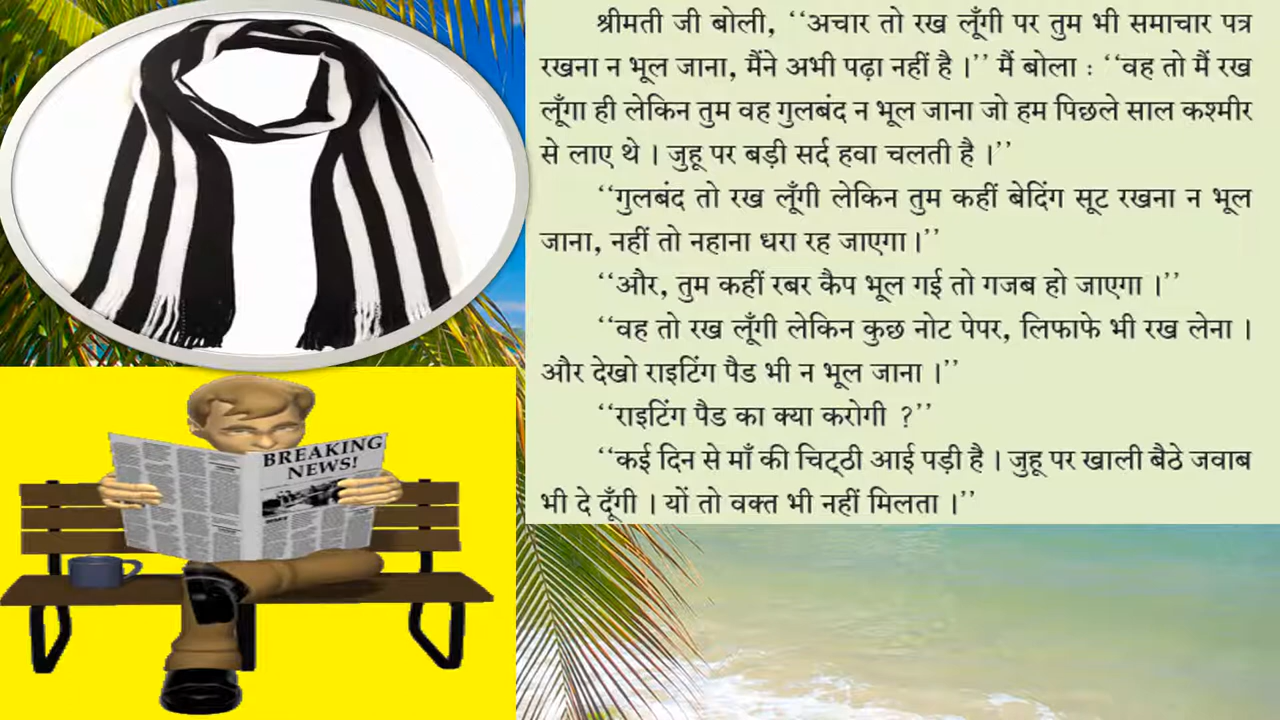 श्रीमती जी बोली, ‘‘अचार तो रख लूँगी पर तुम भी समाचार पत्र
रखना न भूल जाना, मैंने अभी पढ़ा नहीं है ।’’ मैं बोला : ‘‘वह तो मैं रख
लूँगा ही लेकिन तुम वह गुलबंद न भूल जाना जो हम पिछले साल कश्मीर
से लाए थे । जुहू पर बड़ी सर्द हवा चलती है ।’’
‘‘गुलबंद तो रख लूँगी लेकिन तुम कहीं बेदिंग सूट रखना न भूल
जाना, नहीं तो नहाना धरा रह जाएगा।’’
‘‘और, तुम कहीं रबर कैप भूल गई तो गजब हो जाएगा ।’’
‘‘वह तो रख लूँगी लेकिन कुछ नोट पेपर, लिफाफे भी रख लेना ।
और देखो राइटिंग पैड भी न भूल जाना ।’’
‘‘राइटिंग पैड का क्या करोगी ?’’
‘‘कई दिन से माँ की चिट्ठी आई पड़ी है । जुहू पर खाली बैठे जवाब
भी दे दूँगी । यों तो वक्त भी नहीं मिलता ।’’
BREAKING
NEWS!